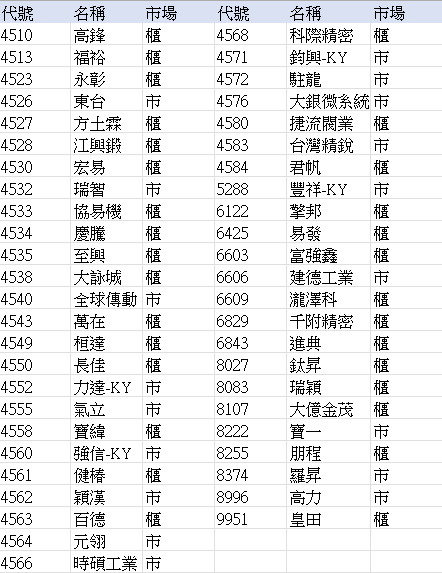 代號 名稱 市場 代號 名稱 市場
4510 高鋒 櫃 4568 科際精密 櫃
4513 福裕 櫃 4571 鈞興-KY 市
4523 永彰 櫃 4572 駐龍 市
4526 東台 市 4576 大銀微系統 市
4527 方土霖 櫃 4580 捷流閥業 櫃
4528 江興鍛 櫃 4583 台灣精銳 市
4530 宏易 櫃 4584 君帆 櫃
4532 瑞智 市 5288 豐祥-KY 市
4533 協易機 櫃 6122 擎邦 櫃
4534 慶騰 櫃 6425 易發 櫃
4535 至興 櫃 6603 富強鑫 櫃
4538 大詠城 櫃 6606 建德工業 市
4540 全球傳動 市 6609 瀧澤科 櫃
4543 萬在 櫃 6829 千附精密 櫃
4549 桓達 櫃 6843 進典 櫃
4550 長佳 櫃 8027 鈦昇 櫃
4552 力達-KY 市 8083 瑞穎 櫃
4555 氣立 市 8107 大億金茂 櫃
4558 寶緯 櫃 8222 寶一 市
4560 強信-KY 市 8255 朋程 櫃
4561 健椿 櫃 8374 羅昇 市
4562 穎漢 市 8996 高力 市
4563 百德 櫃 9951 皇田 櫃
4564 元翎 市
4566 時碩工業 市